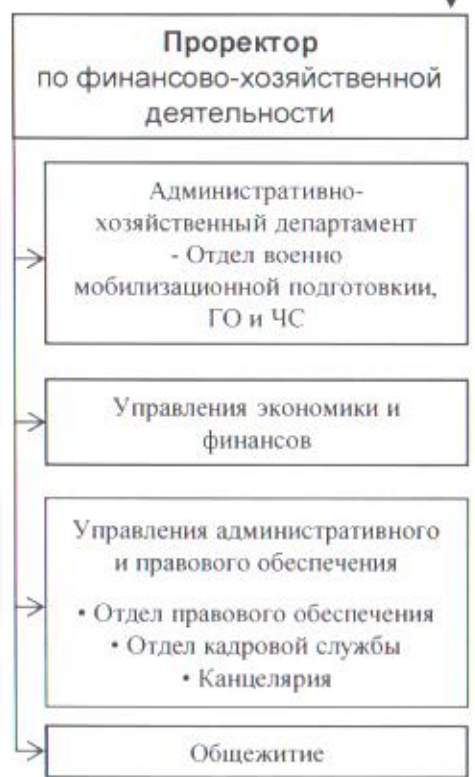 Проректор
по финансово-хозяйственной
деятельности
Административно-
хозяйственный департамент
- Отдел военно
мобилизационной подготовкии,
ГО и ЧС
Управления экономики и
финансов
Управления административного
и правового обеспечения
• Отдел правового обеспечения
• Отдел кадровой службы
• Канцелярия
Общежитие